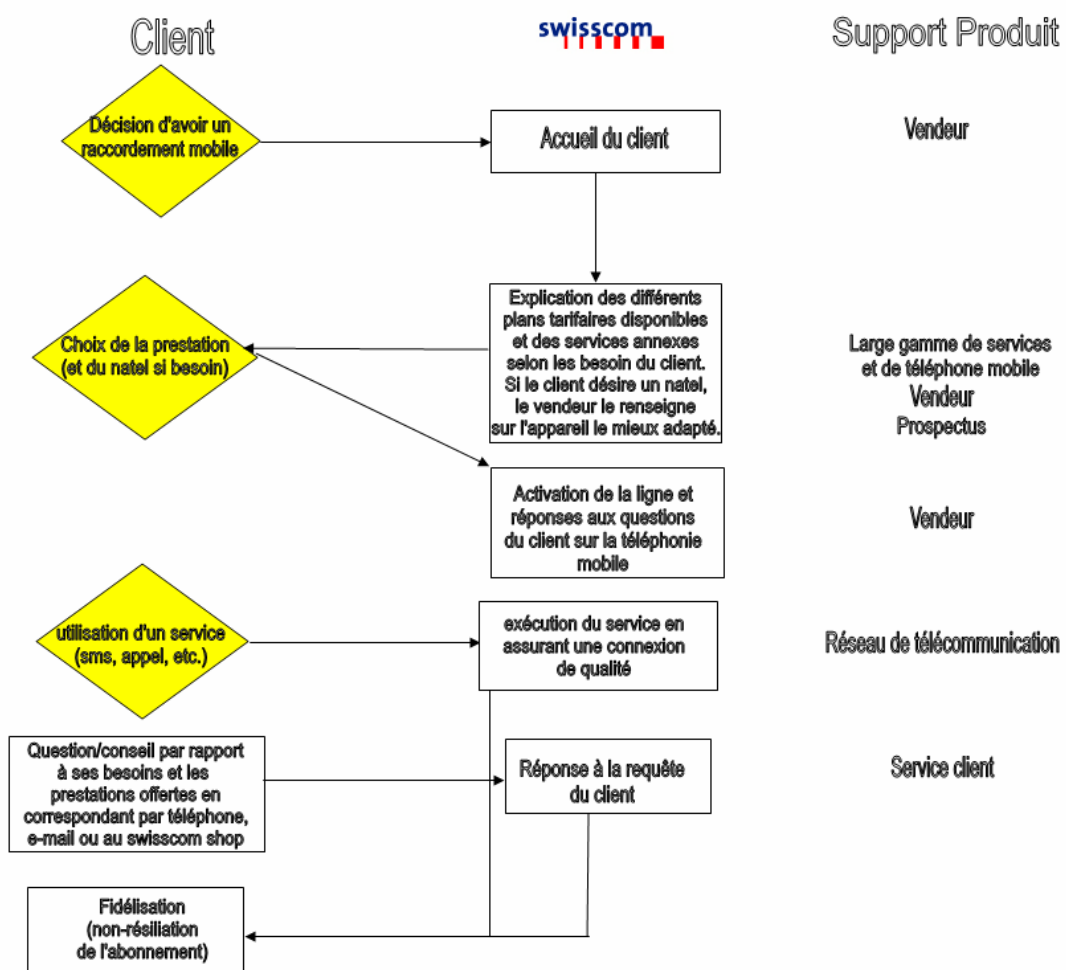 Client
swisscom
Support Produit
Décision d'avoir un
raccordement mobile
Accueil du client
Vendeur
Explication des différents
plans tarifaires disponibles
et des services annexes
selon les besoin du client.
Si le client désire un natel,
le vendeur le renseigne
sur l'appareil le mieux adapté.
Choix de la prestation
(et du natel si besoin)
Large gamme de services
et de téléphone mobile
Vendeur
Prospectus
Activation de la ligne et
réponses aux questions
du client sur la téléphonie
mobile
Vendeur
utilisation d'un service
(sms, appel, etc.)
exécution du service en
assurant une connexion
de qualité
Réseau de télécommunication
Question/conseil par rapport
à ses besoins et les
prestations offertes en
correspondant par téléphone,
e-mail ou au swisscom shop
Réponse à la requête
du client
Service client
Fidélisation
(non-résiliation
de l'abonnement)